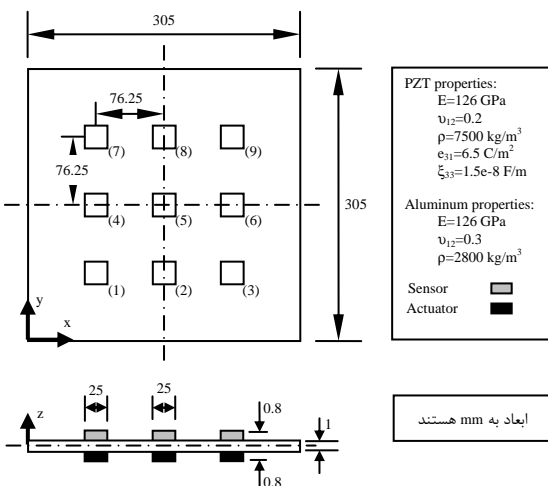 305
76.25
(7)
(8)
(9)
76.25
(4)
(5)
(6)
305
(1)
(2)
(3)
y
x
PZT properties:
E=126 GPa
υ12=0.2
ρ=7500 kg/m³
e31=6.5 C/m²
ξ33=1.5e-8 F/m
Aluminum properties:
E=126 GPa
υ12=0.3
ρ=2800 kg/m³
Sensor
Actuator
z
25
25
0.8
1
0.8
ابعاد به mm هستند